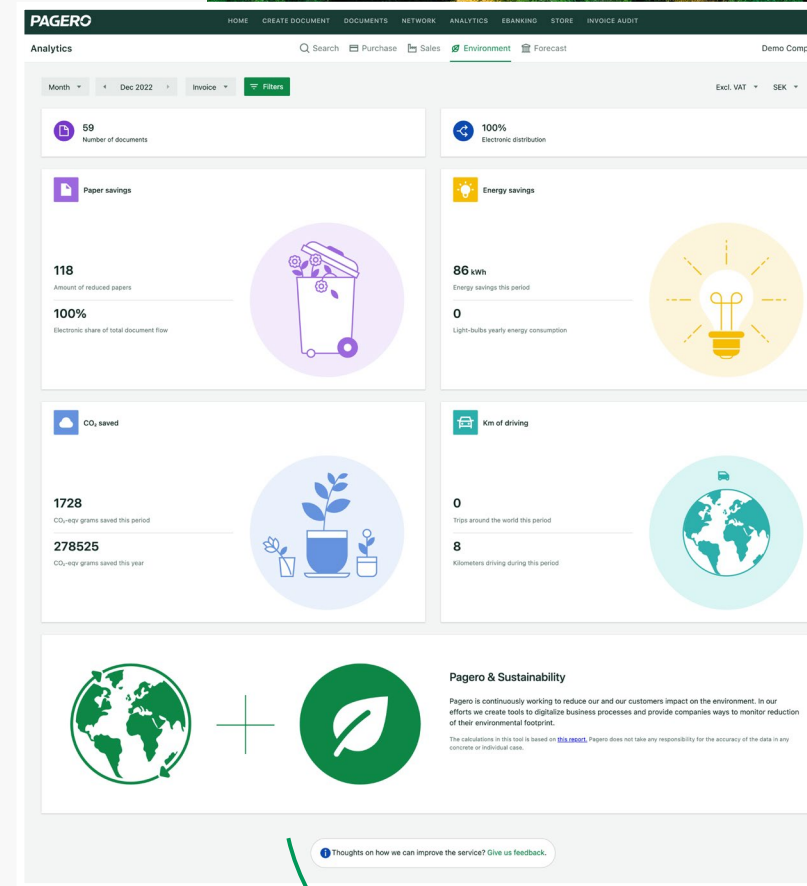 PAGERO
HOME CREATE DOCUMENT DOCUMENTS NETWORK ANALYTICS EBANKING STORE INVOICE AUDIT
Analytics
Search Purchase Sales Environment Forecast
Demo Comp
Month Dec 2022 Invoice Filters
Excl. VAT SEK
59
Number of documents
100%
Electronic distribution
Paper savings
118
Amount of reduced papers
100%
Electronic share of total document flow
Energy savings
86 kWh
Energy savings this period
0
Light-bulbs yearly energy consumption
CO₂ saved
1728
CO₂-eqv grams saved this period
278525
CO₂-eqv grams saved this year
Km of driving
0
Trips around the world this period
8
Kilometers driving during this period
Pagero & Sustainability
Pagero is continuously working to reduce our and our customers impact on the environment. In our
efforts we create tools to digitalize business processes and provide companies ways to monitor reduction
of their environmental footprint.
The calculations in this tool is based on this report. Pagero does not take any responsibility for the accuracy of the data in any
concrete or individual case.
Thoughts on how we can improve the service? Give us feedback.